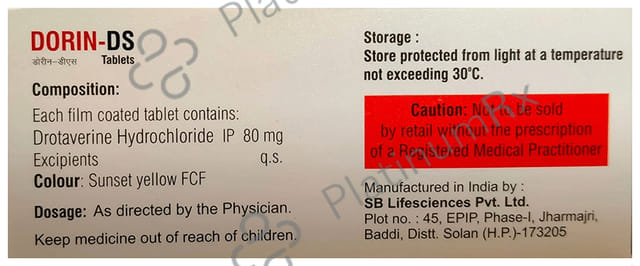 DORIN-DS
डोरीन-डीएस Tablets
Composition:
Each film coated tablet contains:
Drotaverine Hydrochloride IP 80 mg
Excipients q.s.
Colour: Sunset yellow FCF
Dosage: As directed by the Physician.
Keep medicine out of reach of children.
Storage :
Store protected from light at a temperature
not exceeding 30°C.
Caution: Not to be sold
by retail without the prescription
of a Registered Medical Practitioner.
Manufactured in India by :
SB Lifesciences Pvt. Ltd.
Plot no. : 45, EPIP, Phase-I, Jharmajri,
Baddi, Distt. Solan (H.P.)-173205
PlatinumRx